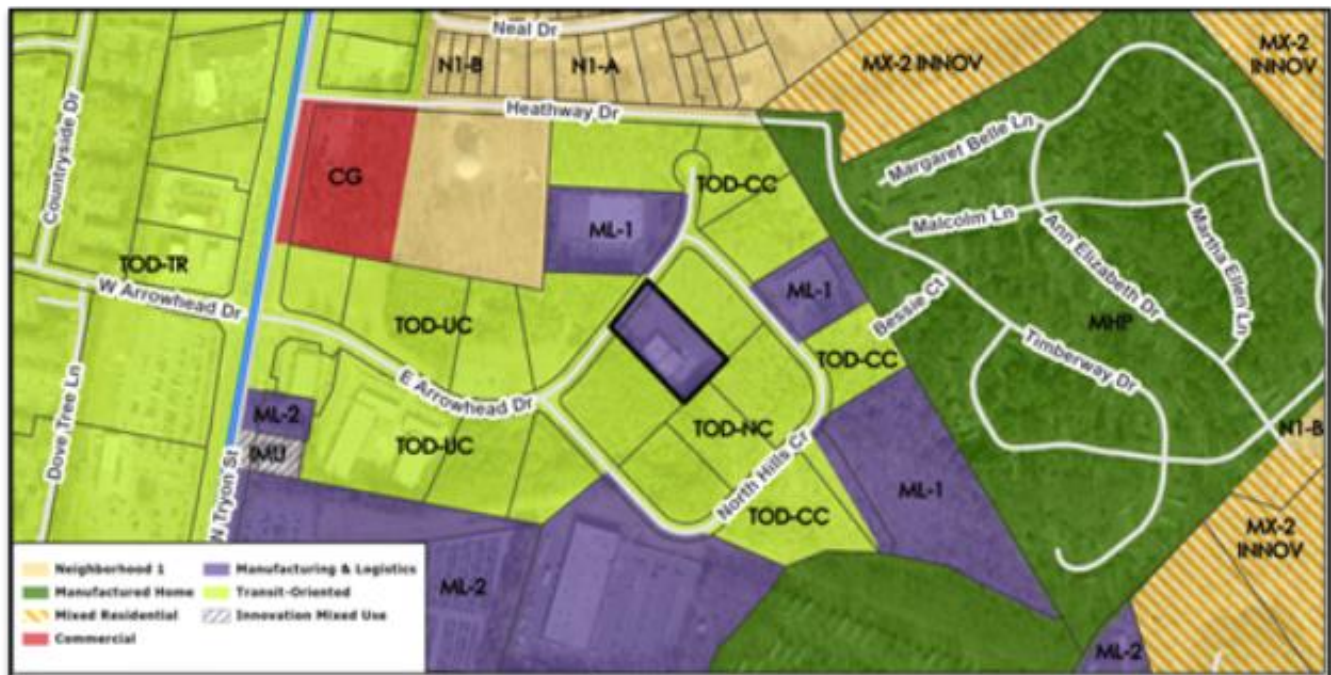 Neal Dr
N1-B
N1-A
MX-2 INNOV
MX-2
INNOV
Heathway Dr
Countryside Dr
CG
Margaret Belle Ln
TOD-CC
ML-1
Malcolm Ln
Martha Ellen Ln
Ann Elizabeth Dr
TOD-TR
W Arrowhead Dr
ML-1
Bessie Ct
MHP
TOD-UC
Timberway Dr
TOD-CC
E Arrowhead Dr
Dove Tree Ln
ML-2
IMU
TOD-UC
TOD-NC
N1-B
North Hills Cr
N Tryon St
ML-1
TOD-CC
MX-2
INNOV
ML-2
ML-2
Neighborhood 1
Manufactured Home
Mixed Residential
Commercial
Manufacturing & Logistics
Transit-Oriented
Innovation Mixed Use